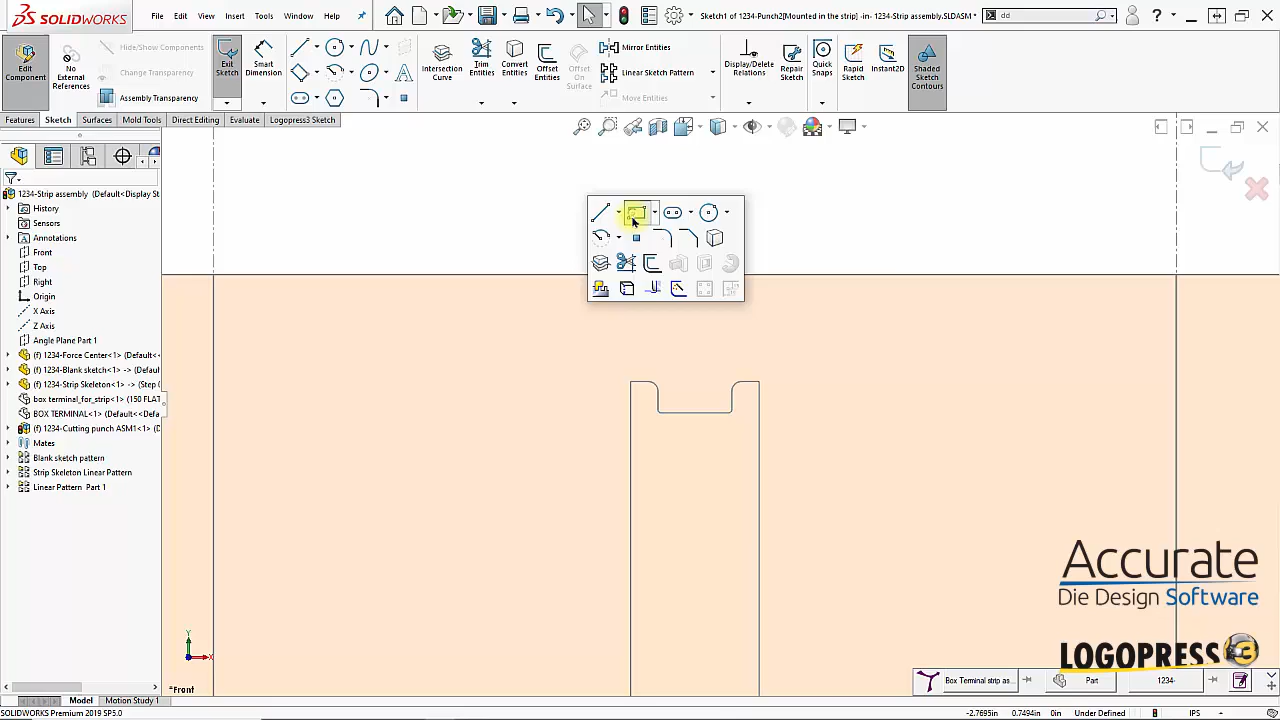 SOLIDWORKS
File Edit View Insert Tools Window Help
Sketch1 of 1234-Punch2[Mounted in the strip] -in- 1234-Strip assembly.SLDASM *
dd
Edit Component
No External References
Hide/Show Components
Change Transparency
Assembly Transparency
Exit Sketch
Smart Dimension
Intersection Curve
Trim Entities
Convert Entities
Offset Entities
Offset On Surface
Mirror Entities
Linear Sketch Pattern
Move Entities
Display/Delete Relations
Repair Sketch
Quick Snaps
Rapid Sketch
Instant2D
Shaded Sketch Contours
Features Sketch Surfaces Mold Tools Direct Editing Evaluate Logopress3 Sketch
1234-Strip assembly (Default<Display St
History
Sensors
Annotations
Front
Top
Right
Origin
X Axis
Z Axis
Angle Plane Part 1
(f) 1234-Force Center<1> (Default<
(f) 1234-Blank sketch<1> -> (Defaul
(f) 1234-Strip Skeleton<1> -> (Step 0
box terminal_for_strip<1> (150 FLAT
BOX TERMINAL<1> (Default<<Defa
(f) 1234-Cutting punch ASM1<1> (D
Mates
Blank sketch pattern
Strip Skeleton Linear Pattern
Linear Pattern Part 1
Y
X
*Front
Accurate
Die Design Software
LOGOPRESS3
Box Terminal strip as...
Part
1234-
Model Motion Study 1
SOLIDWORKS Premium 2019 SP5.0
-2.7695in 0.7494in 0in Under Defined IPS